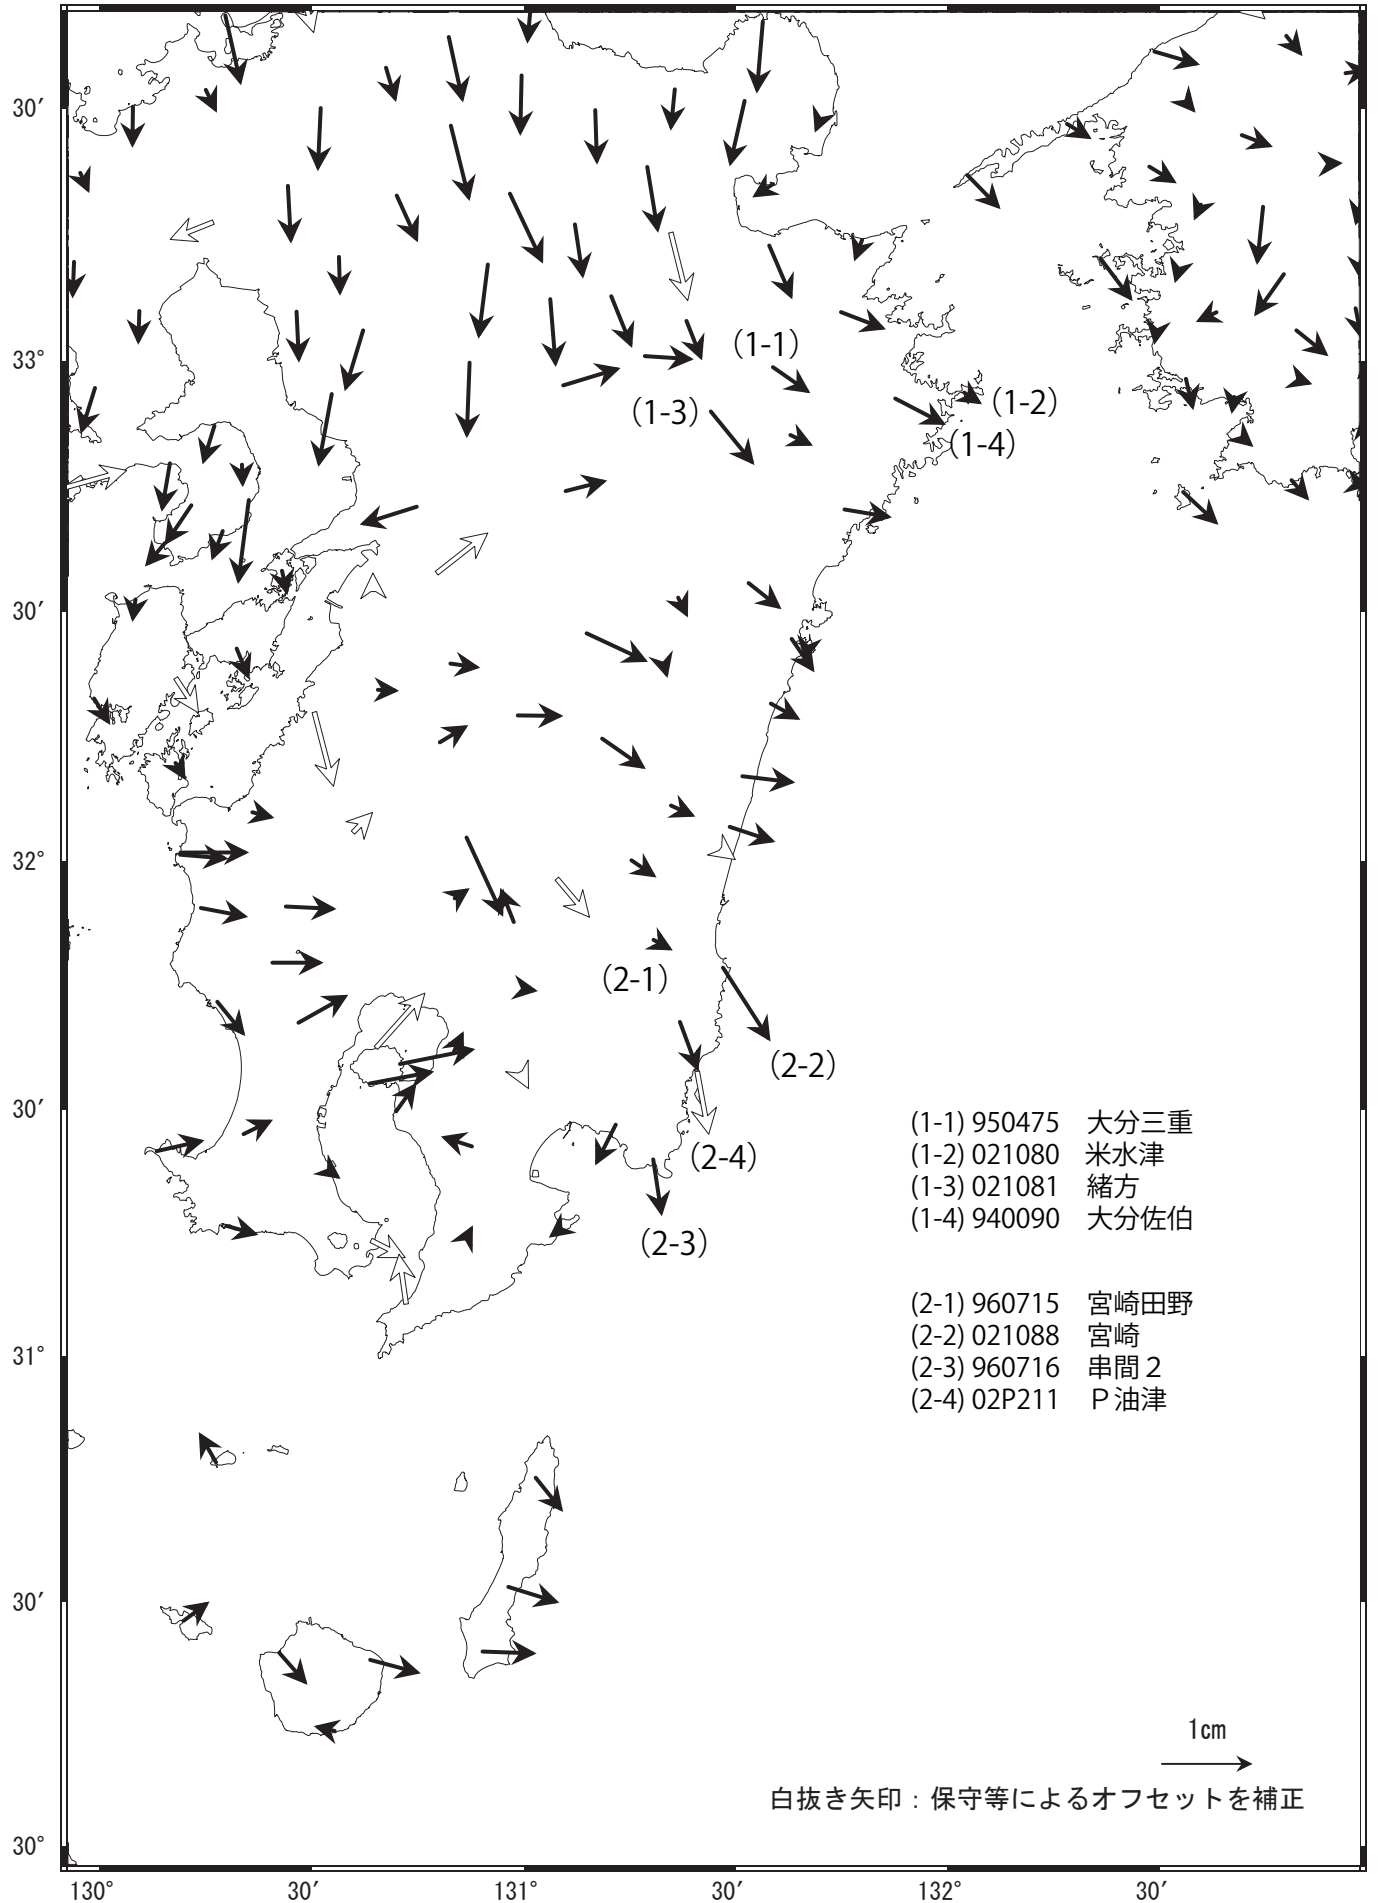 30′
33°
30′
32°
30′
31°
30′
30°
130°　30′　131°　30′　132°　30′
(1-1)
(1-3)
(1-2)
(1-4)
(2-1)
(2-2)
(2-4)
(2-3)
(1-1) 950475　大分三重
(1-2) 021080　米水津
(1-3) 021081　緒方
(1-4) 940090　大分佐伯
(2-1) 960715　宮崎田野
(2-2) 021088　宮崎
(2-3) 960716　串間２
(2-4) 02P211　Ｐ油津
1cm
白抜き矢印：保守等によるオフセットを補正